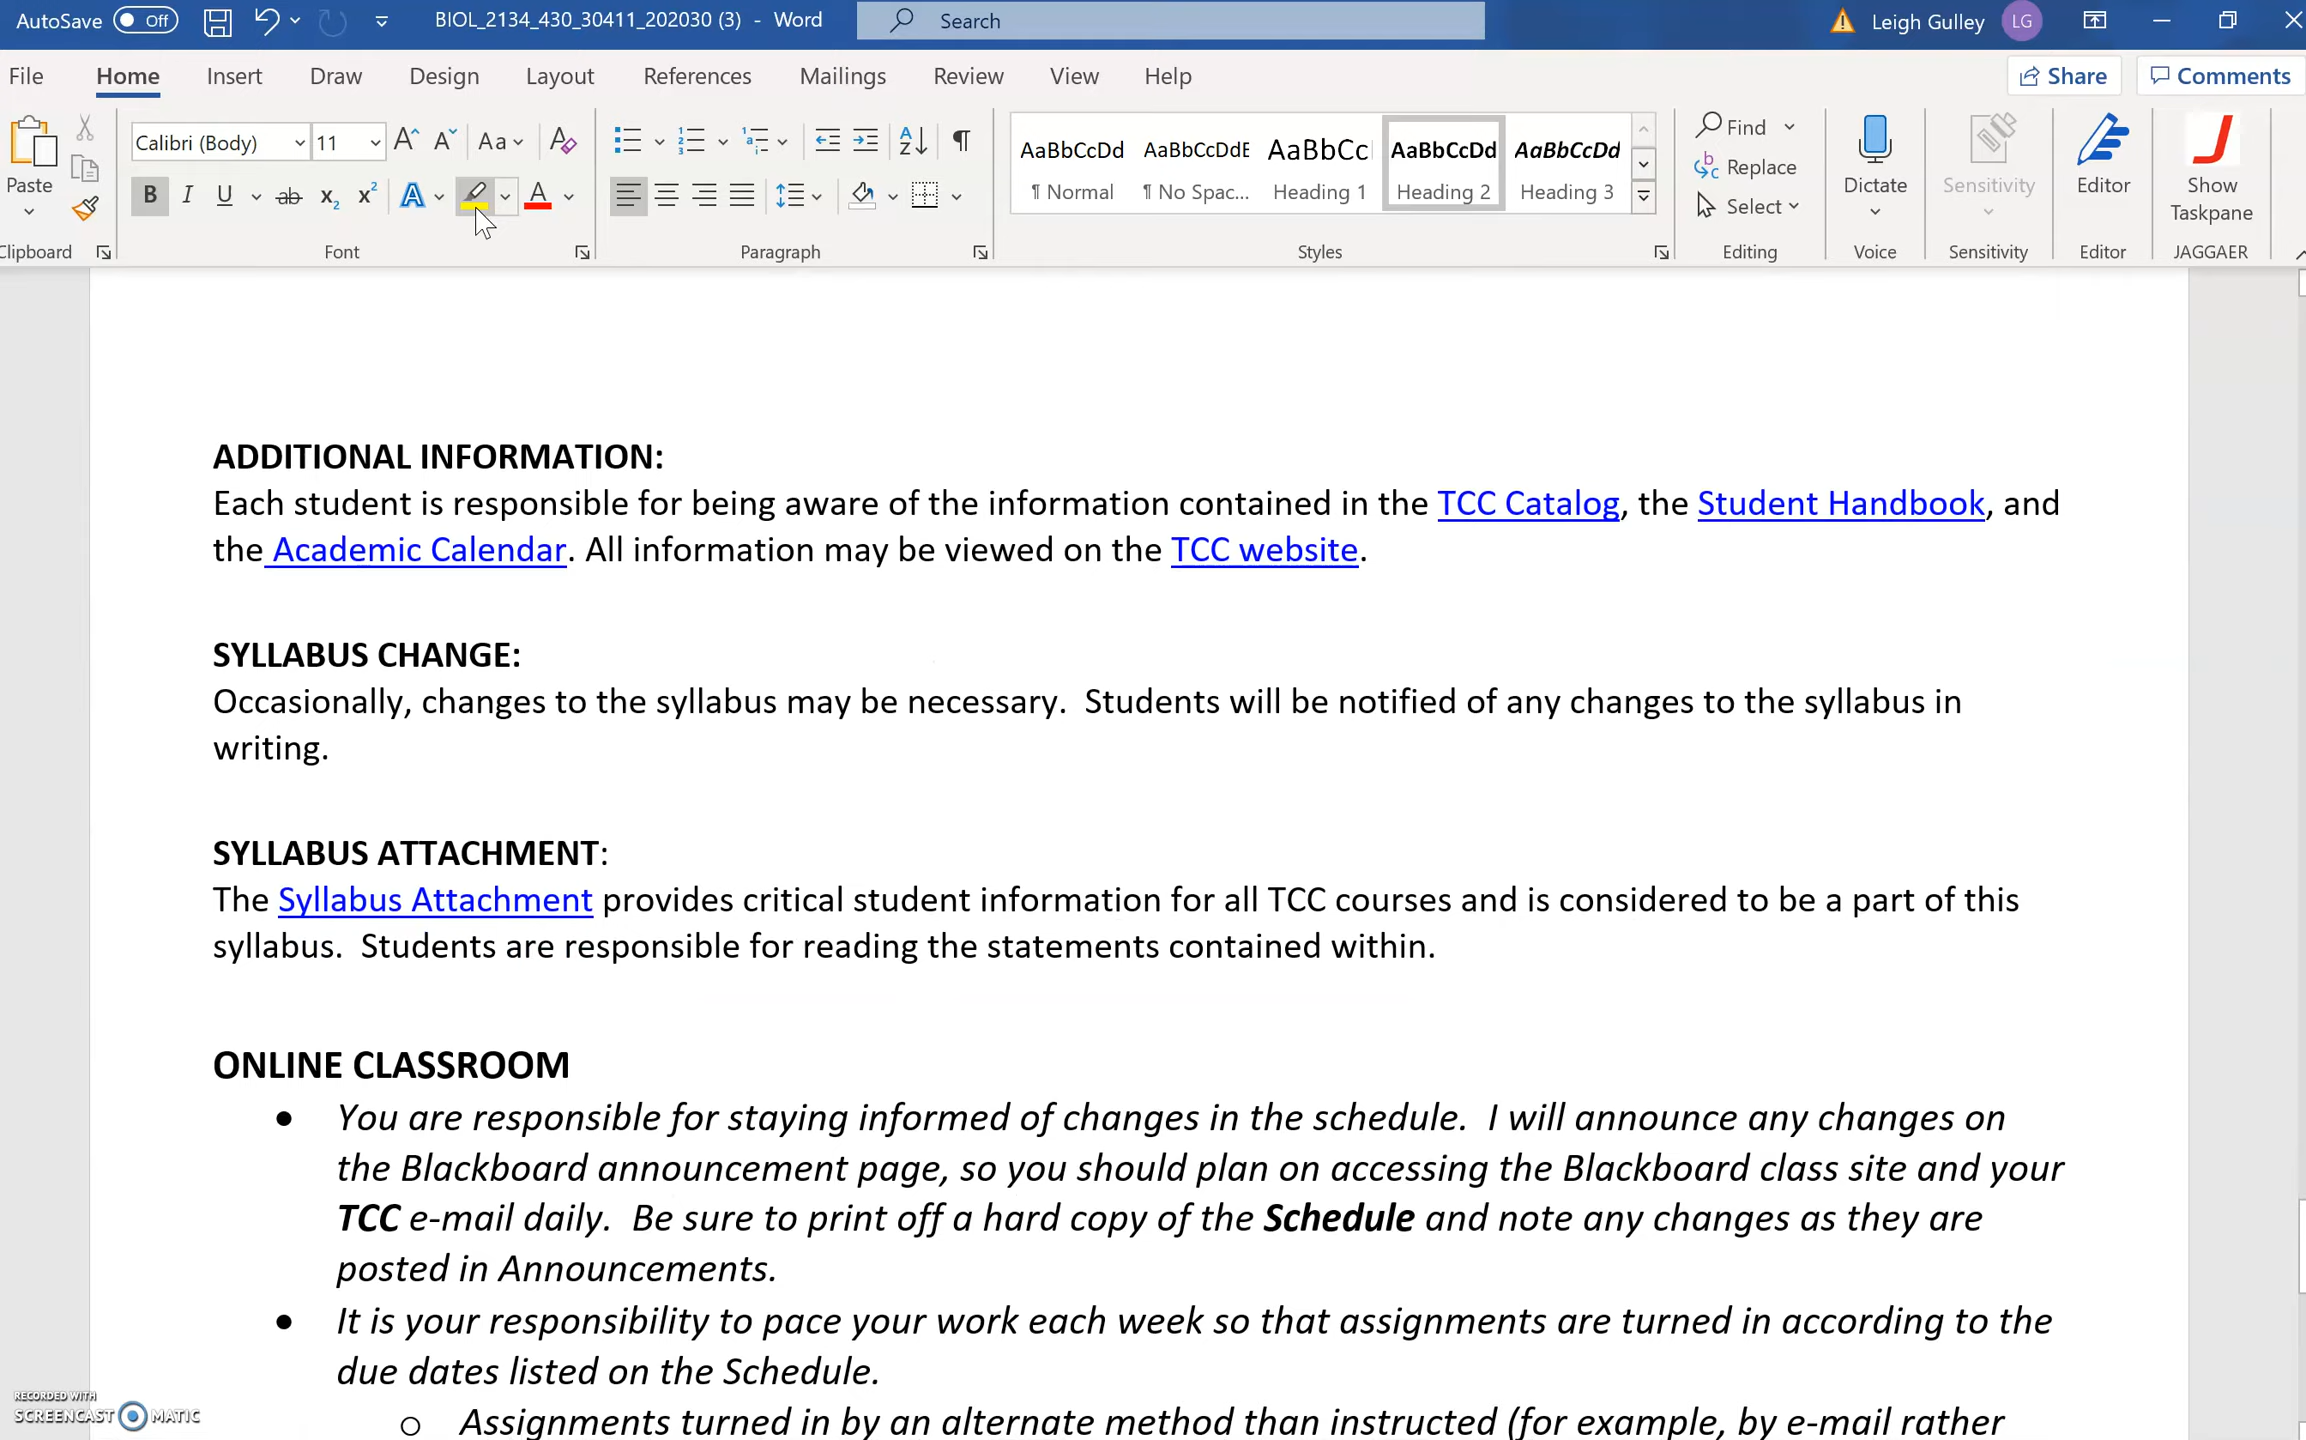 AutoSave Off BIOL_2134_430_30411_202030 (3) - Word Search Leigh Gulley LG
File Home Insert Draw Design Layout References Mailings Review View Help Share Comments
Calibri (Body) 11 Aa
AaBbCcDd AaBbCcDdE AaBbCc AaBbCcDd AaBbCcDd
¶ Normal ¶ No Spac... Heading 1 Heading 2 Heading 3
Find
Replace
Select
Paste
Dictate
Sensitivity
Editor
Show
Taskpane
Clipboard Font Paragraph Styles Editing Voice Sensitivity Editor JAGGAER
ADDITIONAL INFORMATION:
Each student is responsible for being aware of the information contained in the TCC Catalog, the Student Handbook, and
the Academic Calendar. All information may be viewed on the TCC website.
SYLLABUS CHANGE:
Occasionally, changes to the syllabus may be necessary.  Students will be notified of any changes to the syllabus in
writing.
SYLLABUS ATTACHMENT:
The Syllabus Attachment provides critical student information for all TCC courses and is considered to be a part of this
syllabus.  Students are responsible for reading the statements contained within.
ONLINE CLASSROOM
• You are responsible for staying informed of changes in the schedule.  I will announce any changes on
the Blackboard announcement page, so you should plan on accessing the Blackboard class site and your
TCC e-mail daily.  Be sure to print off a hard copy of the Schedule and note any changes as they are
posted in Announcements.
• It is your responsibility to pace your work each week so that assignments are turned in according to the
due dates listed on the Schedule.
o Assignments turned in by an alternate method than instructed (for example, by e-mail rather
RECORDED WITH
SCREENCAST MATIC